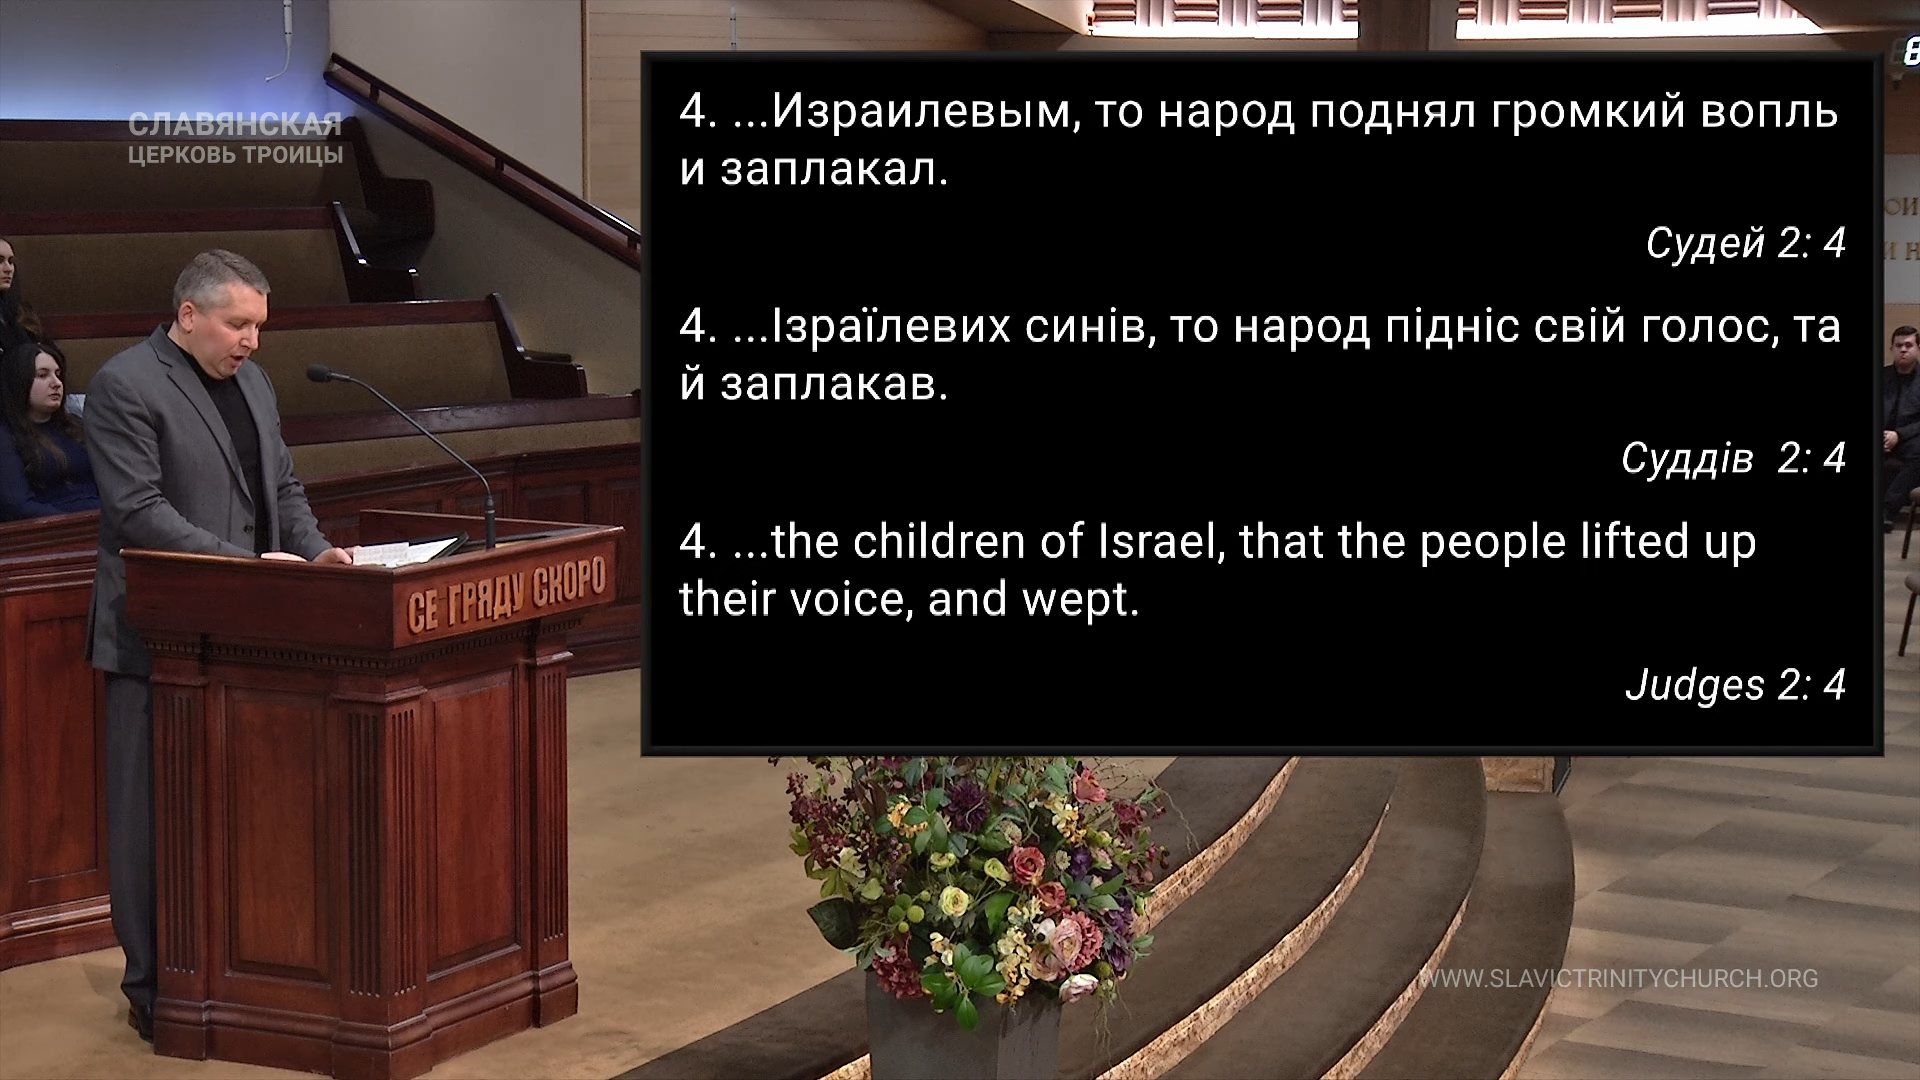 СЛАВЯНСКАЯ
ЦЕРКОВЬ ТРОИЦЫ
4. ...Израилевым, то народ поднял громкий вопль
и заплакал.
Судей 2: 4
4. ...Ізраїлевих синів, то народ підніс свій голос, та
й заплакав.
Суддів 2: 4
4. ...the children of Israel, that the people lifted up
their voice, and wept.
Judges 2: 4
СЕ ГРЯДУ СКОРО
WWW.SLAVICTRINITYCHURCH.ORG